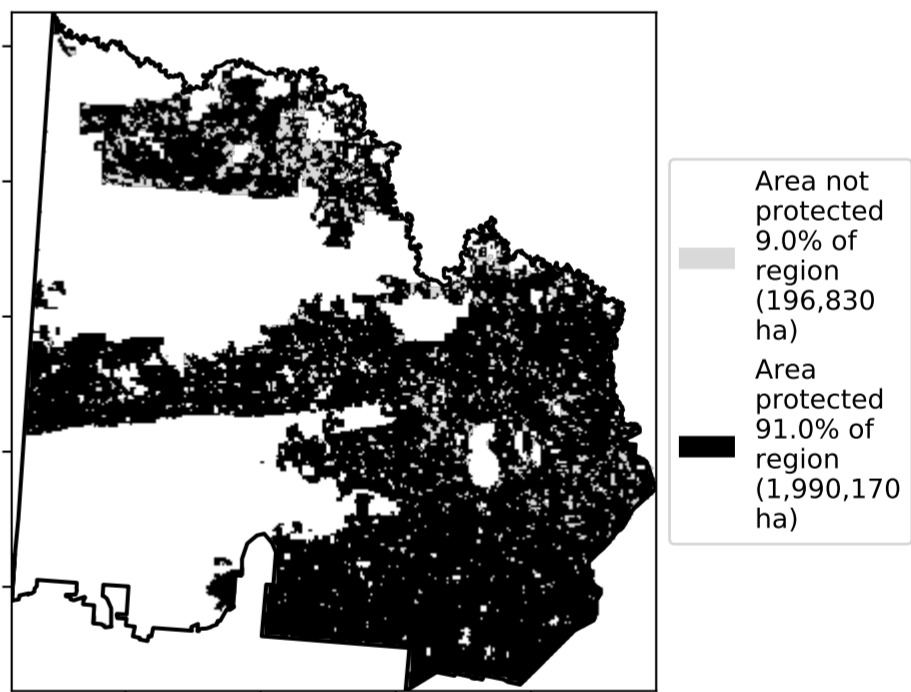 Area not
protected
9.0% of
region
(196,830
ha)
Area
protected
91.0% of
region
(1,990,170
ha)